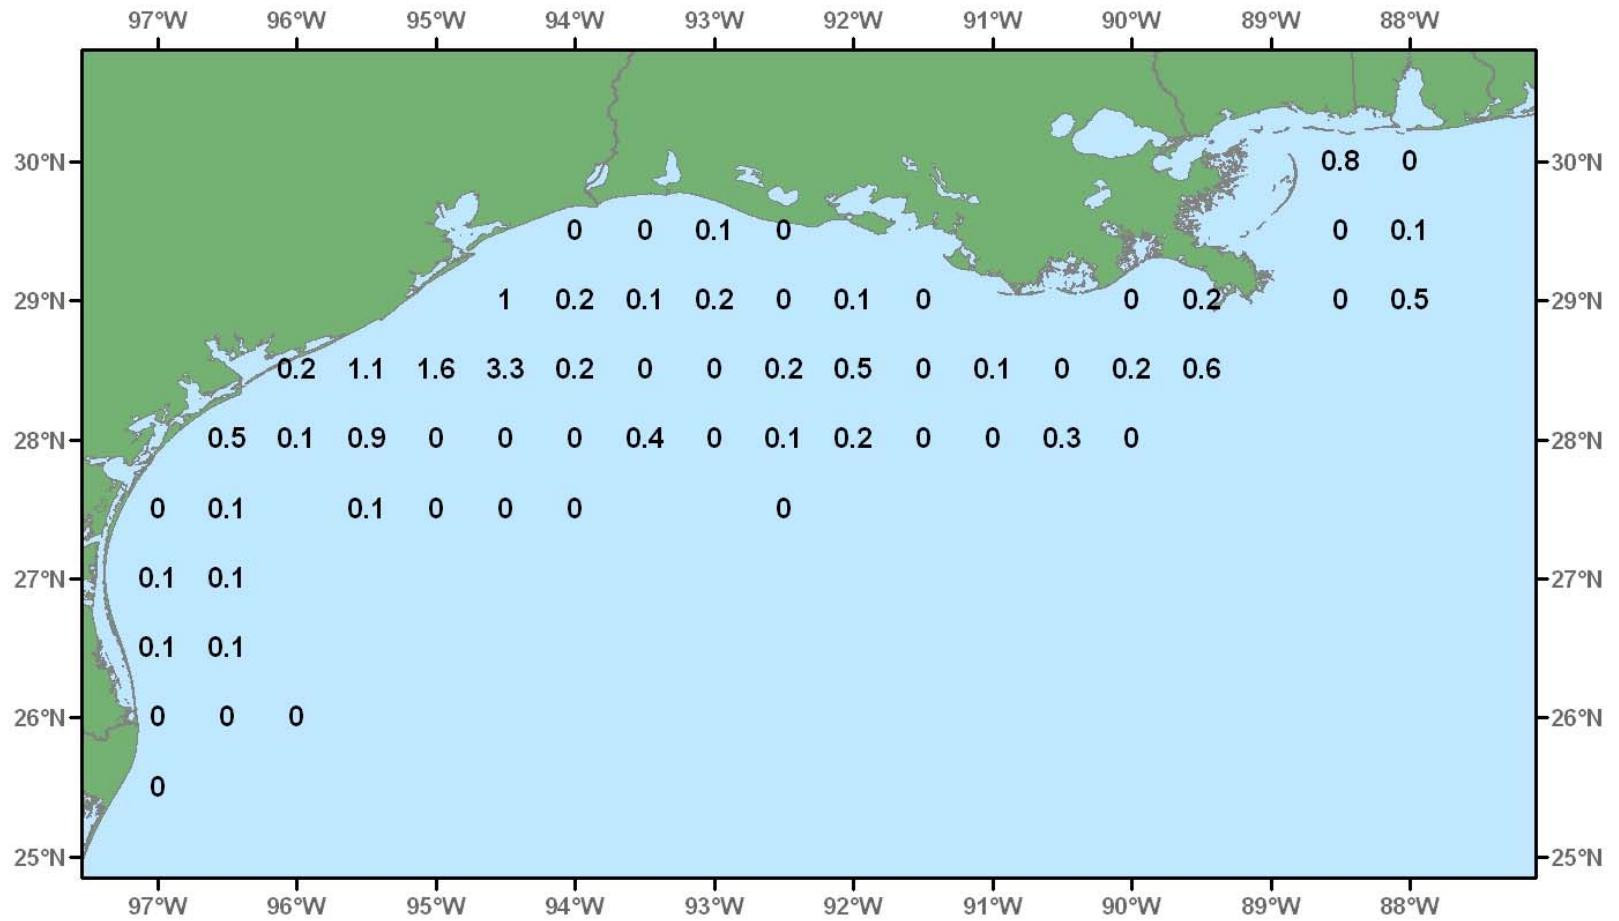 97°W 96°W 95°W 94°W 93°W 92°W 91°W 90°W 89°W 88°W
30°N 0.8 0 30°N
0 0 0.1 0 0 0.1
29°N 1 0.2 0.1 0.2 0 0.1 0 0 0.2 0 0.5 29°N
0.2 1.1 1.6 3.3 0.2 0 0 0.2 0.5 0 0.1 0 0.2 0.6
28°N 0.5 0.1 0.9 0 0 0 0.4 0 0.1 0.2 0 0 0.3 0 28°N
0 0.1 0.1 0 0 0 0
27°N 0.1 0.1 27°N
0.1 0.1
26°N 0 0 0 26°N
0
25°N 25°N
97°W 96°W 95°W 94°W 93°W 92°W 91°W 90°W 89°W 88°W